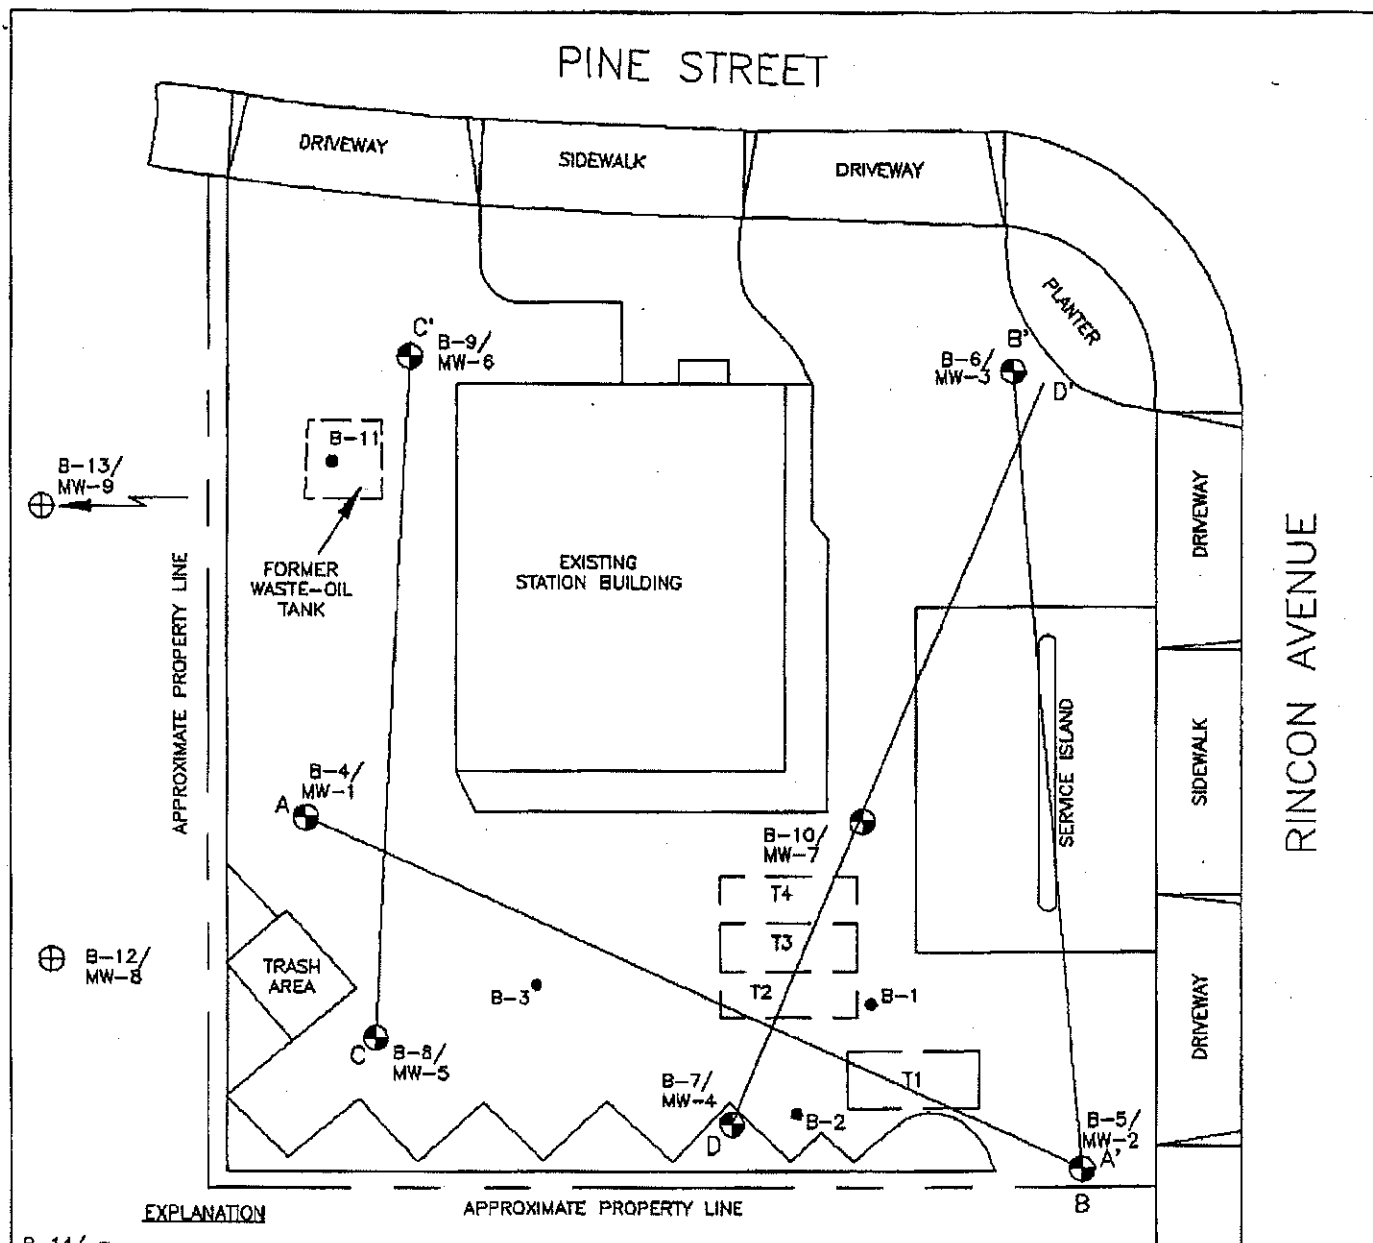 PINE STREET
DRIVEWAY
SIDEWALK
DRIVEWAY
PLANTER
C'
B-9/
MW-6
B'
B-6/
MW-3
D'
B-11
B-13/
MW-9
FORMER
WASTE-OIL
TANK
EXISTING
STATION BUILDING
DRIVEWAY
RINCON AVENUE
APPROXIMATE PROPERTY LINE
SIDEWALK
SERVICE ISLAND
B-4/
MW-1
A
B-10/
MW-7
T4
T3
T2
B-1
B-12/
MW-8
TRASH
AREA
B-3
C
B-8/
MW-5
DRIVEWAY
T1
B-7/
MW-4
B-2
D
B-5/
MW-2
A'
B
APPROXIMATE PROPERTY LINE
EXPLANATION
B-14/